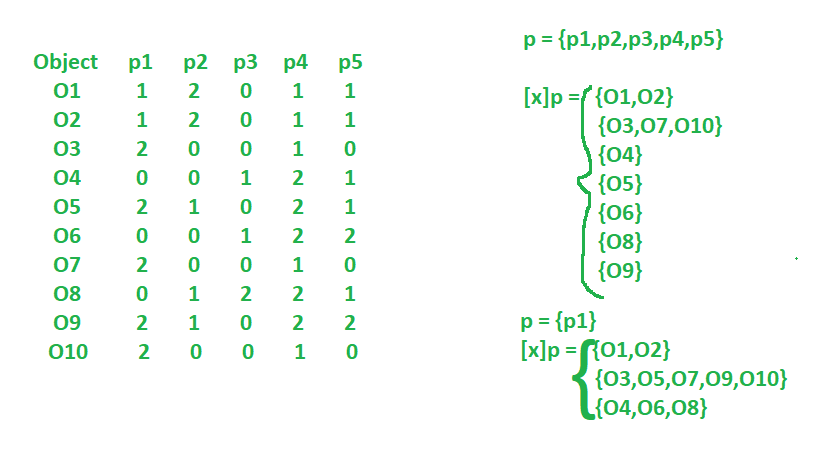 Object p1 p2 p3 p4 p5
O1 1 2 0 1 1
O2 1 2 0 1 1
O3 2 0 0 1 0
O4 0 0 1 2 1
O5 2 1 0 2 1
O6 0 0 1 2 2
O7 2 0 0 1 0
O8 0 1 2 2 1
O9 2 1 0 2 2
O10 2 0 0 1 0
p = {p1,p2,p3,p4,p5}
[x]p = {O1,O2}
{O3,O7,O10}
{O4}
{O5}
{O6}
{O8}
{O9}
p = {p1}
[x]p = {O1,O2}
{O3,O5,O7,O9,O10}
{O4,O6,O8}